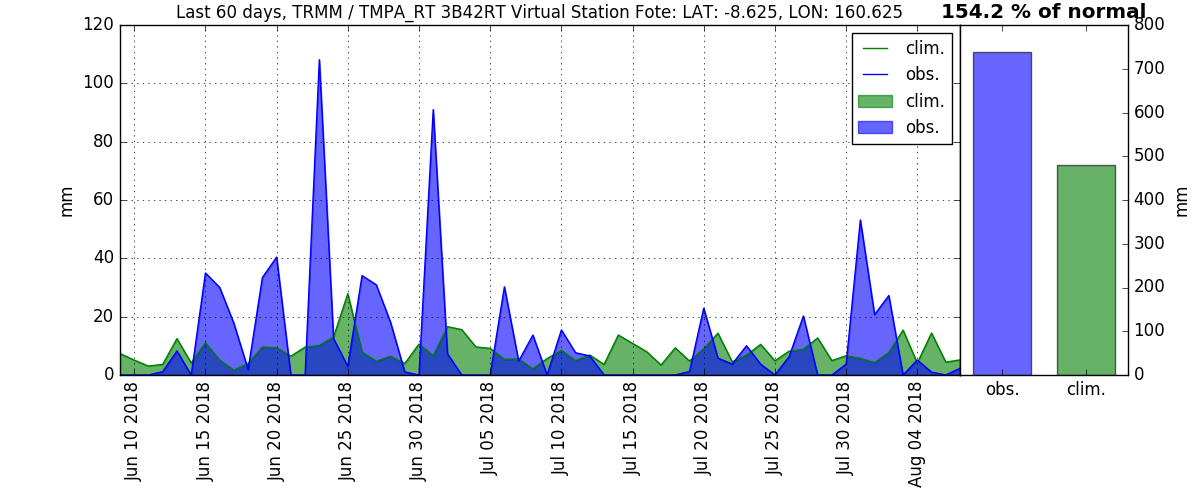 Last 60 days, TRMM / TMPA_RT 3B42RT Virtual Station Fote: LAT: -8.625, LON: 160.625
154.2 % of normal
120
100
80
60
40
20
0
mm
clim.
obs.
clim.
obs.
800
700
600
500
400
300
200
100
0
mm
Jun 10 2018
Jun 15 2018
Jun 20 2018
Jun 25 2018
Jun 30 2018
Jul 05 2018
Jul 10 2018
Jul 15 2018
Jul 20 2018
Jul 25 2018
Jul 30 2018
Aug 04 2018
obs.
clim.